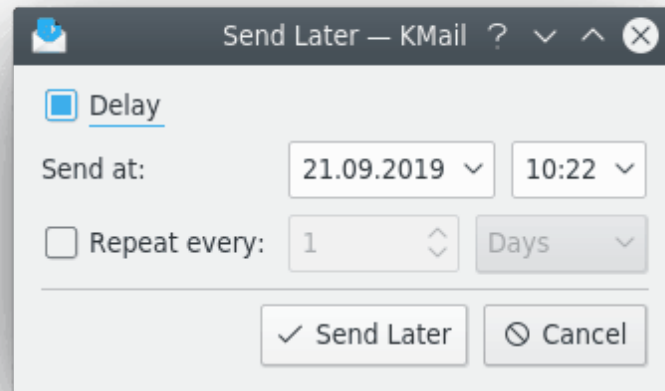 Send Later — KMail ?
Delay
Send at: 21.09.2019 10:22
Repeat every: 1 Days
Send Later Cancel